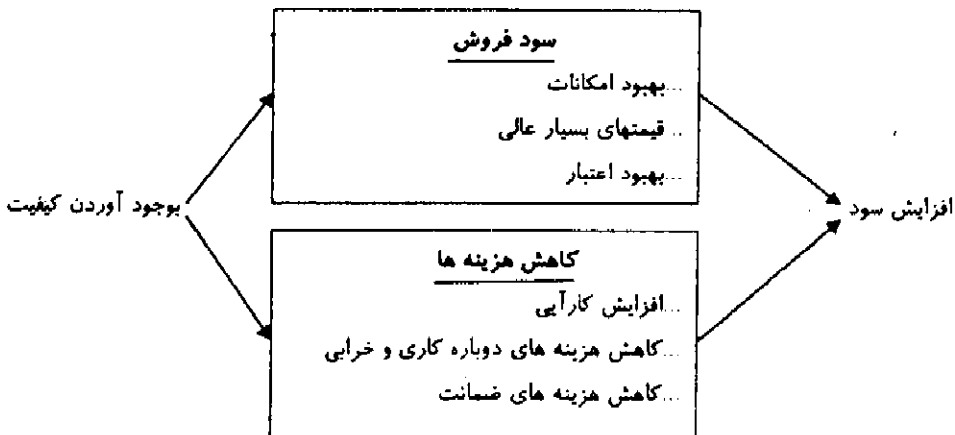 سود فروش
...بهبود امکانات
.. قیمتهای بسیار عالی
...بهبود اعتبار
بوجود آوردن کیفیت
افزایش سود
کاهش هزینه ها
...افزایش کارآیی
...کاهش هزینه های دوباره کاری و خرابی
...کاهش هزینه های ضمانت